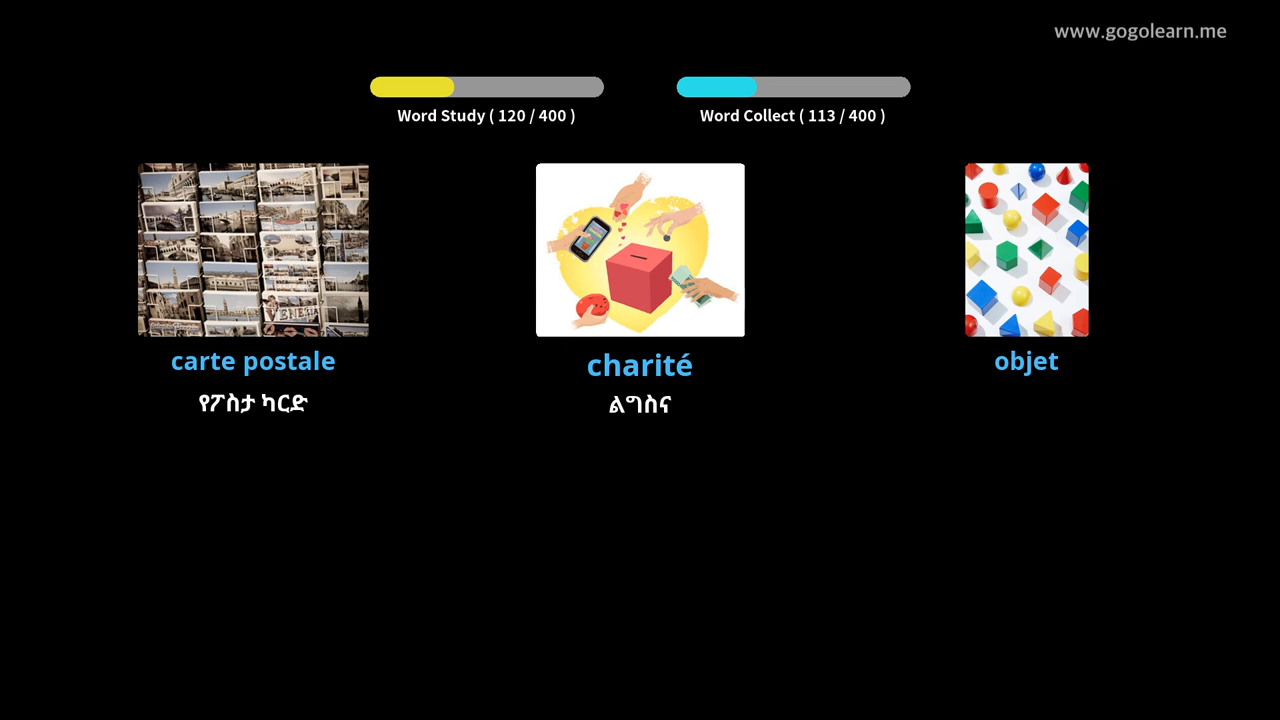 www.gogolearn.me
Word Study ( 120 / 400 )
Word Collect ( 113 / 400 )
carte postale
የፖስታ ካርድ
charité
ልግስና
objet